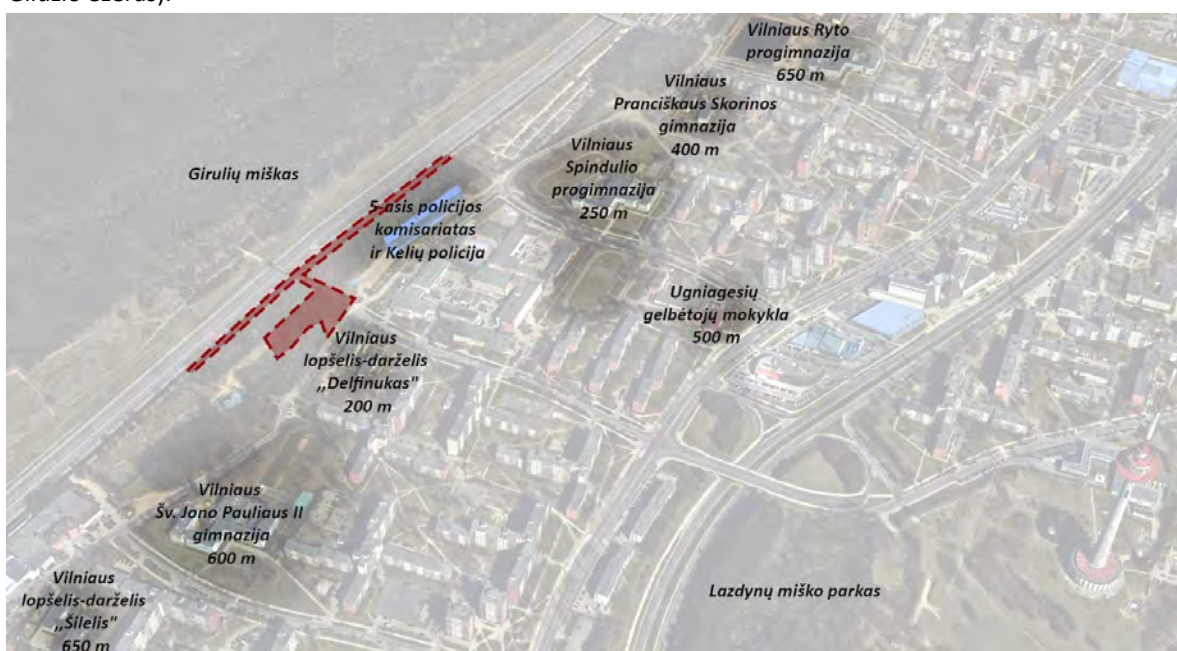 Vilniaus Ryto
progimnazija
650 m
Vilniaus
Pranciškaus Skorinos
gimnazija
400 m
Vilniaus
Spindulio
progimnazija
250 m
Girulių miškas
5-asis policijos
komisariatas
ir Kelių policija
Ugniagesių
gelbėtojų mokykla
500 m
Vilniaus
lopšelis-darželis
,,Delfinukas"
200 m
Vilniaus
Šv. Jono Pauliaus II
gimnazija
600 m
Vilniaus
lopšelis-darželis
,,Šilelis"
650 m
Lazdynų miško parkas